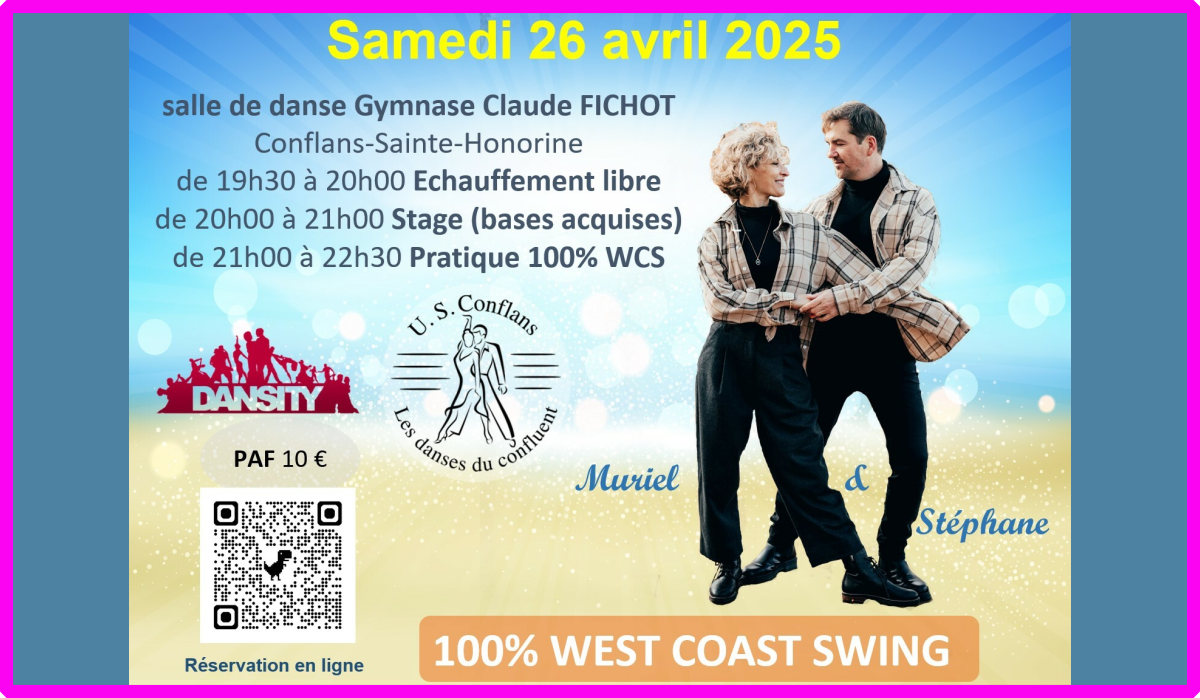 Samedi 26 avril 2025
salle de danse Gymnase Claude FICHOT
Conflans-Sainte-Honorine
de 19h30 à 20h00 Echauffement libre
de 20h00 à 21h00 Stage (bases acquises)
de 21h00 à 22h30 Pratique 100% WCS
U. S. Conflans
Les danses du confluent
DANSITY
PAF 10 €
Muriel
&
Stéphane
Réservation en ligne
100% WEST COAST SWING